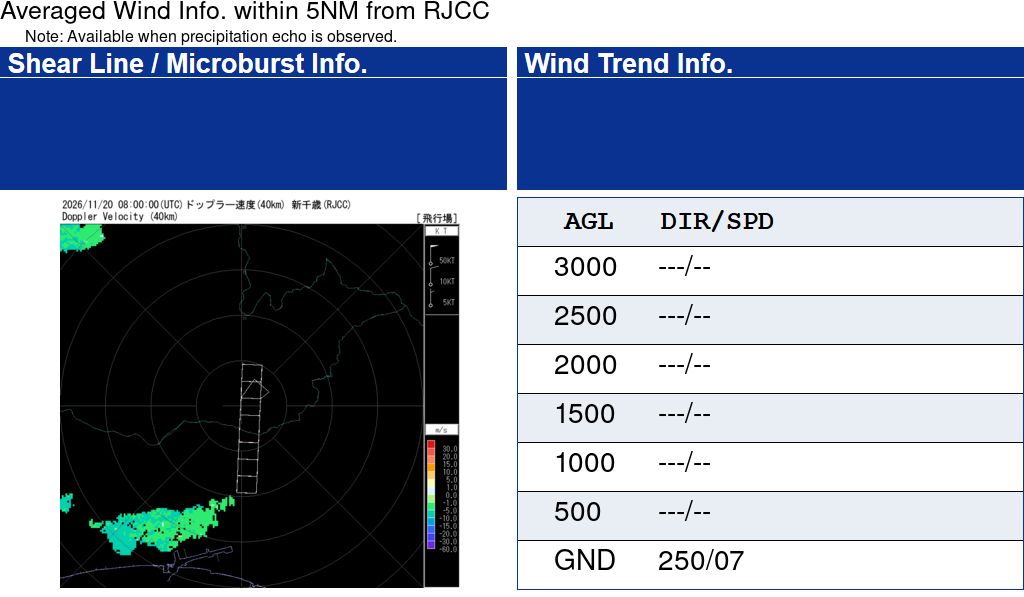 Averaged Wind Info. within 5NM from RJCC
Note: Available when precipitation echo is observed.
Shear Line / Microburst Info.
Wind Trend Info.
2026/11/20 08:00:00(UTC) ドップラー速度(40km) 新千歳(RJCC)
Doppler Velocity (40km)
[飛行場]
K T
50KT
10KT
5KT
m/s
30.0
20.0
15.0
10.0
5.0
1.0
0.0
-1.0
-5.0
-10.0
-15.0
-20.0
-30.0
-60.0
AGL DIR/SPD
3000 ---/--
2500 ---/--
2000 ---/--
1500 ---/--
1000 ---/--
500 ---/--
GND 250/07